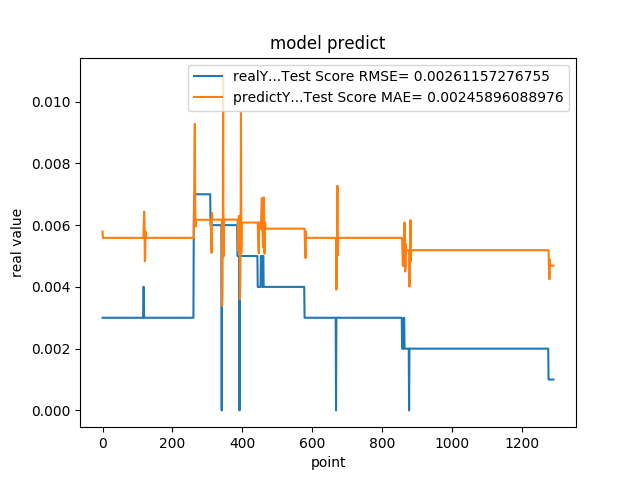 model predict
realY...Test Score RMSE= 0.00261157276755
predictY...Test Score MAE= 0.00245896088976
0.010
0.008
0.006
0.004
0.002
0.000
real value
0 200 400 600 800 1000 1200
point